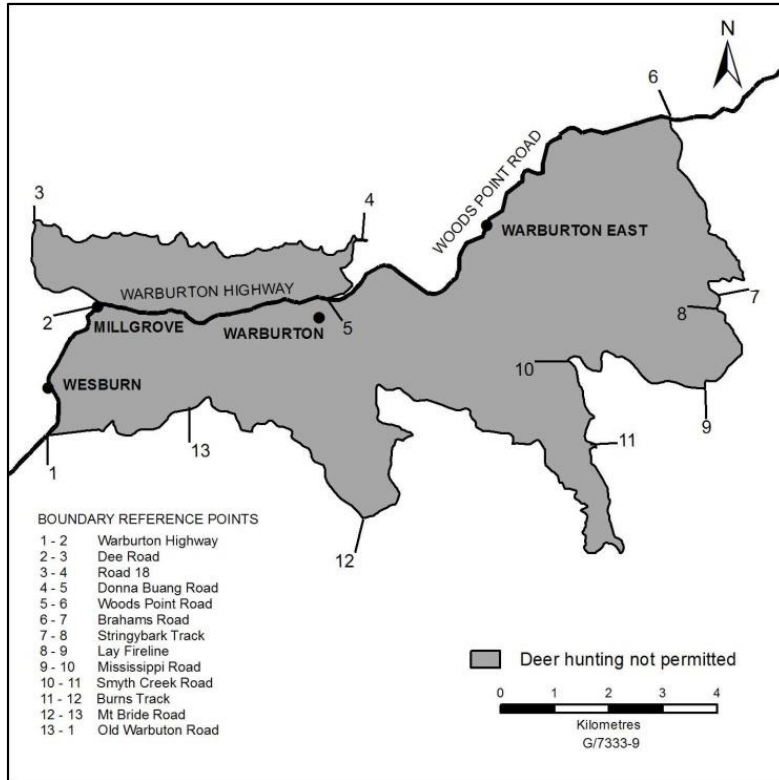 N
6
3
4
WOODS POINT ROAD
WARBURTON EAST
WARBURTON HIGHWAY
2
MILLGROVE
WARBURTON
5
7
8
WESBURN
10
9
1
13
11
12
BOUNDARY REFERENCE POINTS
1 - 2 Warburton Highway
2 - 3 Dee Road
3 - 4 Road 18
4 - 5 Donna Buang Road
5 - 6 Woods Point Road
6 - 7 Brahams Road
7 - 8 Stringybark Track
8 - 9 Lay Fireline
9 - 10 Mississippi Road
10 - 11 Smyth Creek Road
11 - 12 Burns Track
12 - 13 Mt Bride Road
13 - 1 Old Warbuton Road
Deer hunting not permitted
0 1 2 3 4
Kilometres
G/7333-9